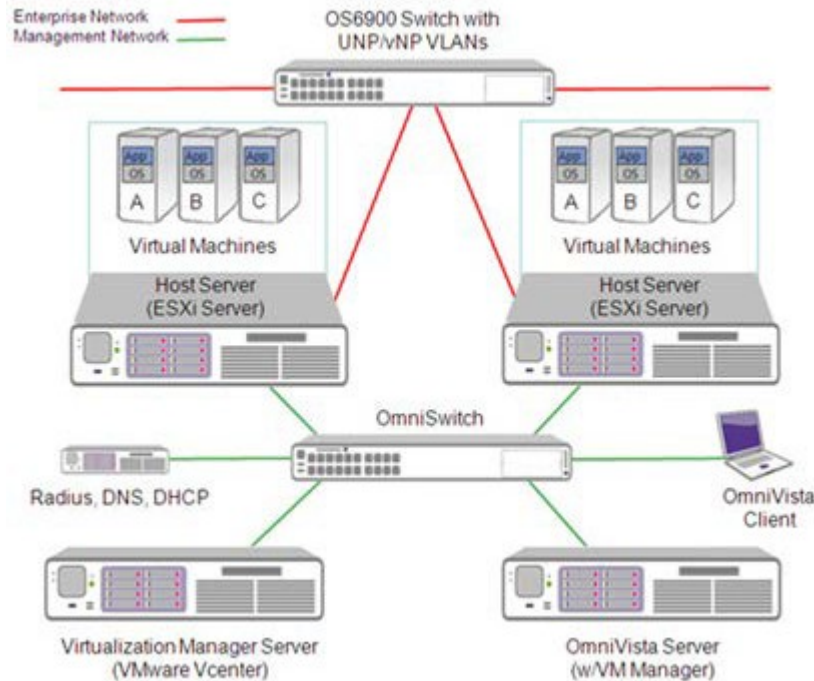 Enterprise Network
Management Network
OS6900 Switch with
UNP/vNP VLANs
App
OS
A
App
OS
B
App
OS
C
Virtual Machines
Host Server
(ESXi Server)
App
OS
A
App
OS
B
App
OS
C
Virtual Machines
Host Server
(ESXi Server)
OmniSwitch
Radius, DNS, DHCP
OmniVista
Client
Virtualization Manager Server
(VMware Vcenter)
OmniVista Server
(w/VM Manager)